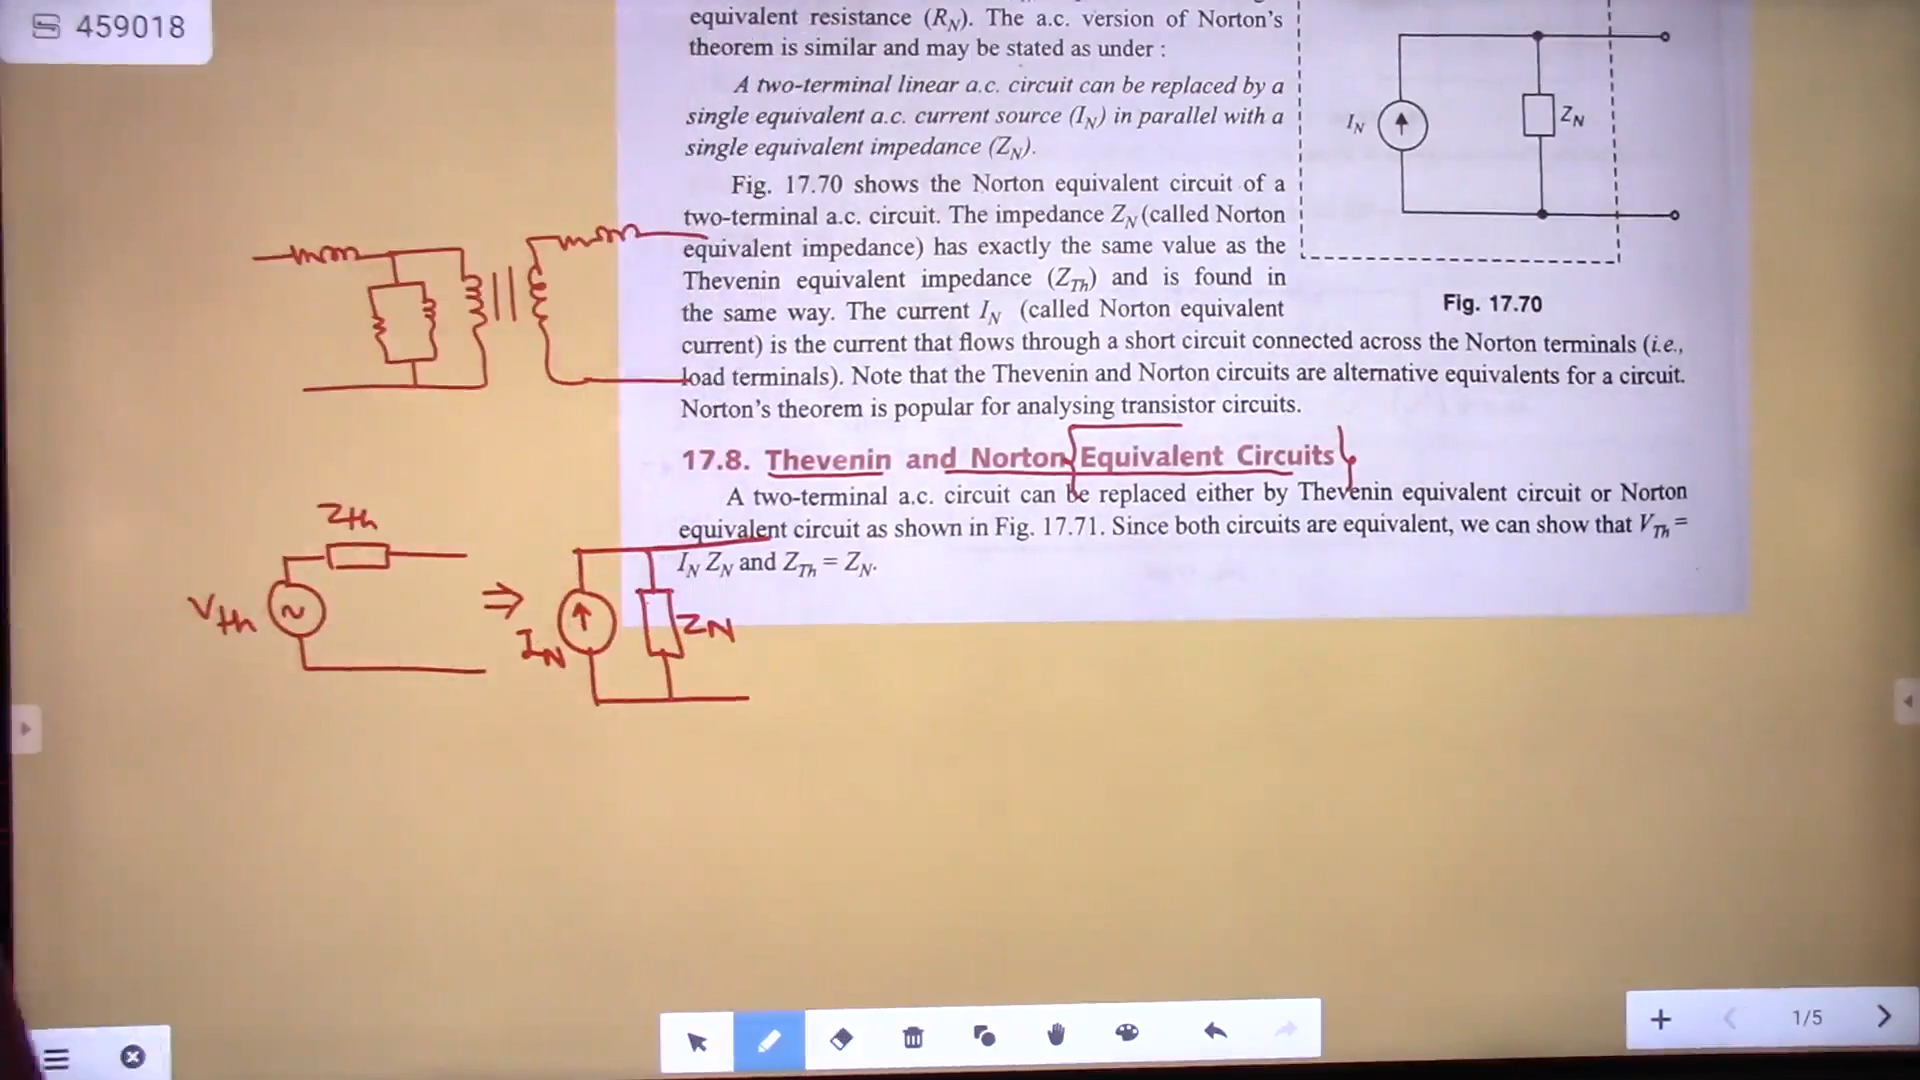 459018
equivalent resistance (R_N). The a.c. version of Norton's
theorem is similar and may be stated as under :
A two-terminal linear a.c. circuit can be replaced by a
single equivalent a.c. current source (I_N) in parallel with a
single equivalent impedance (Z_N).
Fig. 17.70 shows the Norton equivalent circuit of a
two-terminal a.c. circuit. The impedance Z_N (called Norton
equivalent impedance) has exactly the same value as the
Thevenin equivalent impedance (Z_Th) and is found in
the same way. The current I_N (called Norton equivalent
current) is the current that flows through a short circuit connected across the Norton terminals (i.e.,
load terminals). Note that the Thevenin and Norton circuits are alternative equivalents for a circuit.
Norton's theorem is popular for analysing transistor circuits.
I_N
Z_N
Fig. 17.70
17.8. Thevenin and Norton Equivalent Circuits
A two-terminal a.c. circuit can be replaced either by Thevenin equivalent circuit or Norton
equivalent circuit as shown in Fig. 17.71. Since both circuits are equivalent, we can show that V_Th =
I_N Z_N and Z_Th = Z_N.
Zth
Vth
⇒
IN
ZN
1/5